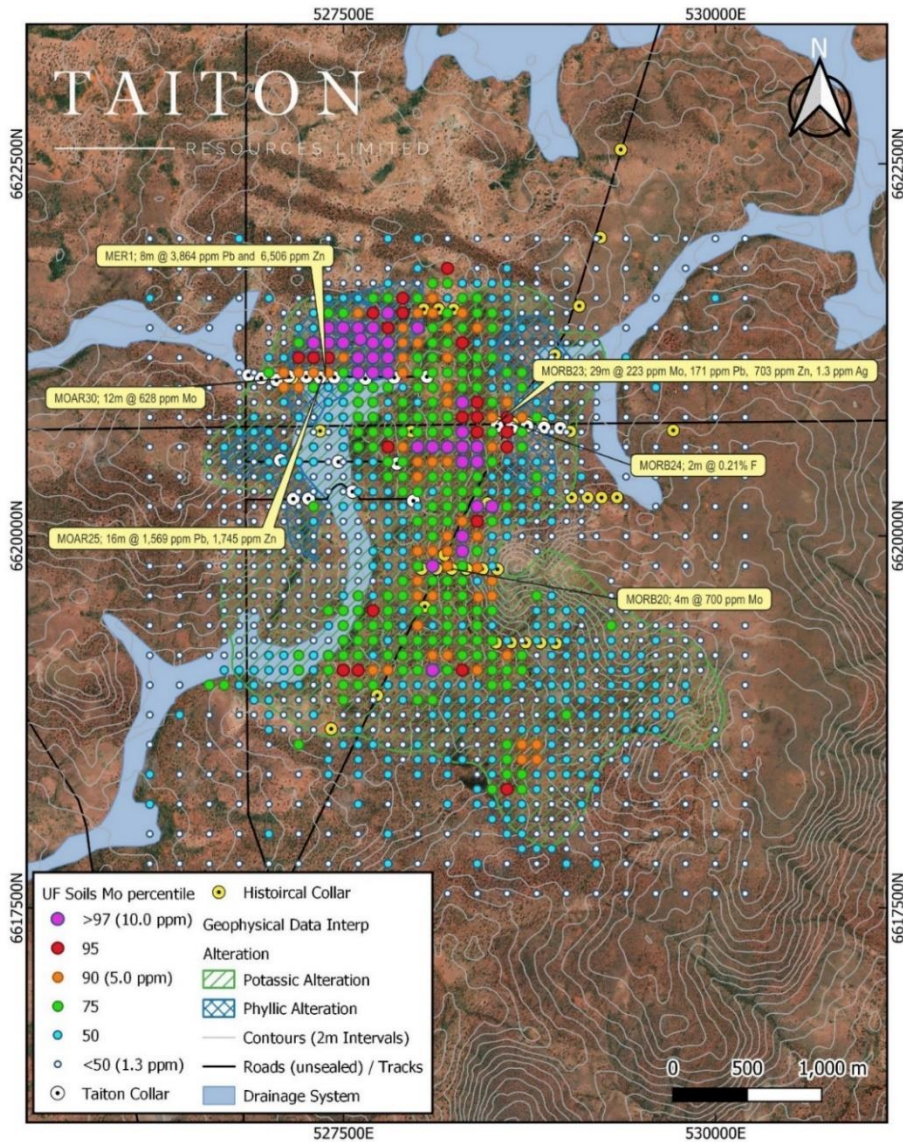 527500E
530000E
TAITON
RESOURCES LIMITED
N
6622500N
6622500N
MER1; 8m @ 3,864 ppm Pb and 6,506 ppm Zn
MORB23; 29m @ 223 ppm Mo, 171 ppm Pb, 703 ppm Zn, 1.3 ppm Ag
MOAR30; 12m @ 628 ppm Mo
MORB24; 2m @ 0.21% F
6620000N
6620000N
MOAR25; 16m @ 1,569 ppm Pb, 1,745 ppm Zn
MORB20; 4m @ 700 ppm Mo
6617500N
6617500N
UF Soils Mo percentile
>97 (10.0 ppm)
95
90 (5.0 ppm)
75
50
<50 (1.3 ppm)
Taiton Collar
Histoircal Collar
Geophysical Data Interp
Alteration
Potassic Alteration
Phyllic Alteration
Contours (2m Intervals)
Roads (unsealed) / Tracks
Drainage System
0 500 1,000 m
527500E
530000E